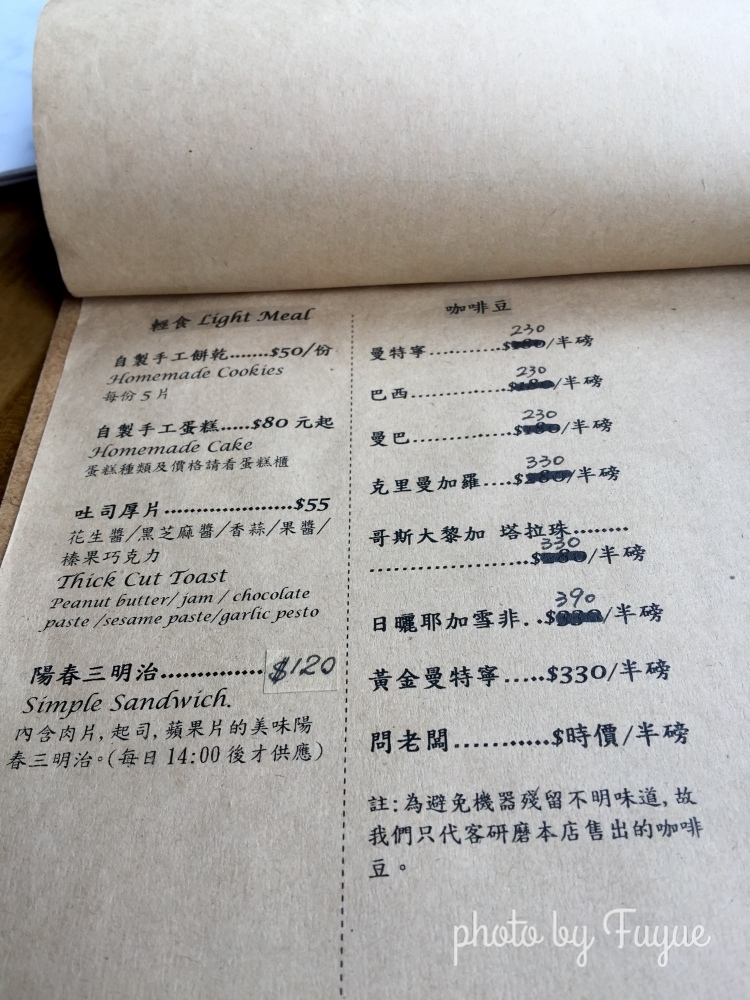 輕食 Light Meal
自製手工餅乾.......$50/份
Homemade Cookies
每份 5 片
自製手工蛋糕.....$80 元起
Homemade Cake
蛋糕種類及價格請看蛋糕櫃
吐司厚片......................$55
花生醬/黑芝麻醬/香蒜/果醬/
榛果巧克力
Thick Cut Toast
Peanut butter/ jam / chocolate
paste /sesame paste/garlic pesto
陽春三明治...............$120
Simple Sandwich.
內含肉片, 起司, 蘋果片的美味陽
春三明治。(每日 14:00 後才供應)
咖啡豆
230
曼特寧............$180/半磅
230
巴西................$180/半磅
230
曼巴................$180/半磅
330
克里曼加羅....$280/半磅
哥斯大黎加 塔拉珠........
330
.......................$280/半磅
390
日曬耶加雪非..$/半磅
黃金曼特寧.....$330/半磅
問老闆...........$時價/半磅
註:為避免機器殘留不明味道, 故
我們只代客研磨本店售出的咖啡
豆。
photo by Fuyue